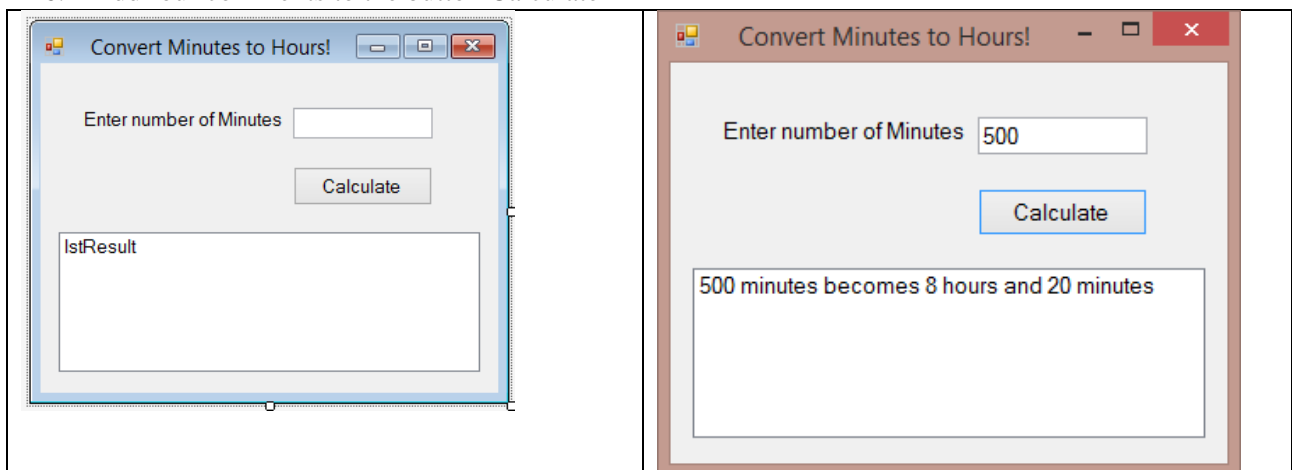 Convert Minutes to Hours!
Enter number of Minutes
Calculate
lstResult
Convert Minutes to Hours!
Enter number of Minutes
500
Calculate
500 minutes becomes 8 hours and 20 minutes